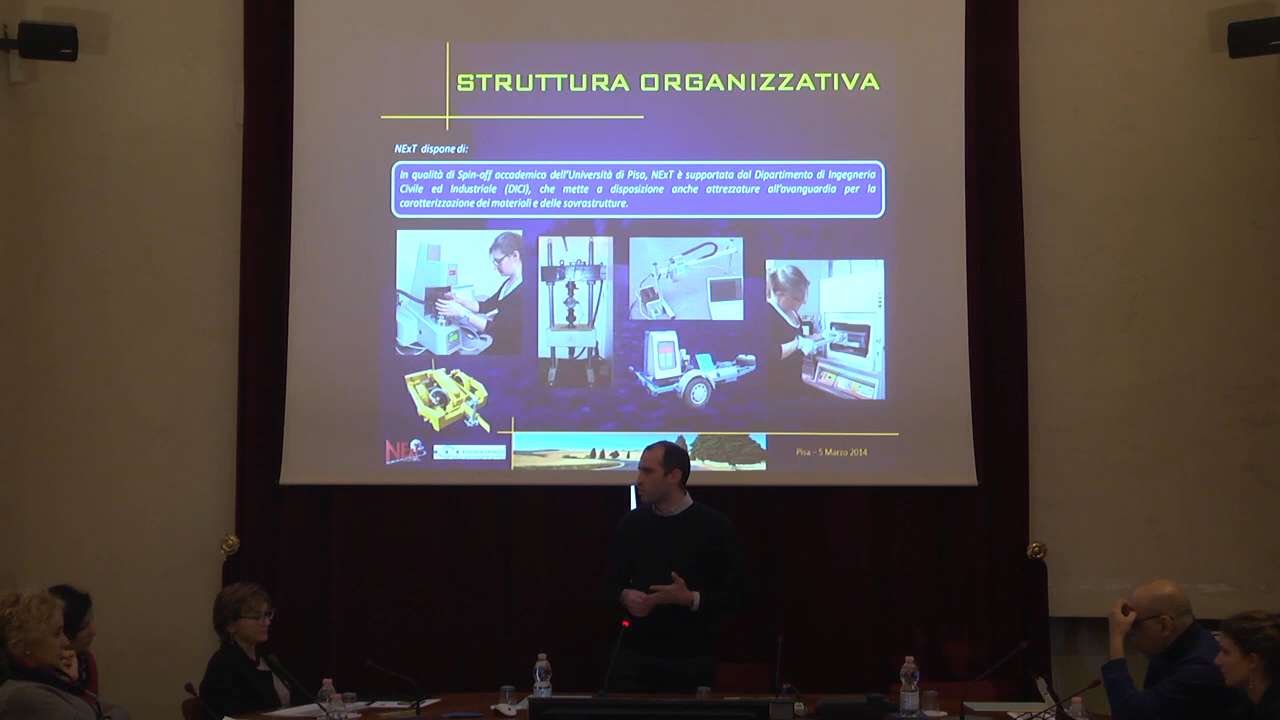 STRUTTURA ORGANIZZATIVA
NExT dispone di:
In qualità di Spin-off accademico dell'Università di Pisa, NExT è supportata dal Dipartimento di Ingegneria
Civile ed Industriale (DICI), che mette a disposizione anche attrezzature all'avanguardia per la
caratterizzazione dei materiali e delle sovrastrutture.
Pisa – 5 Marzo 2014